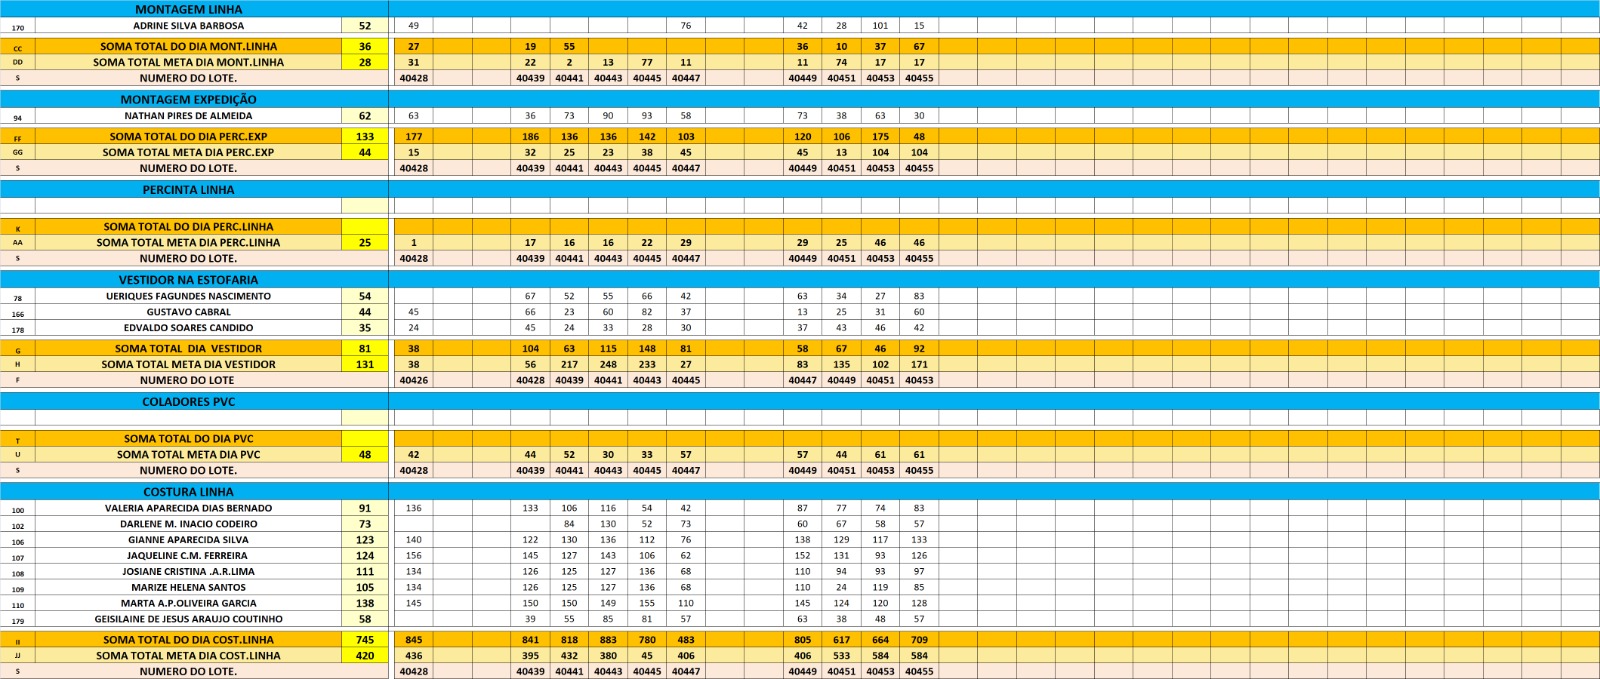 MONTAGEM LINHA
170 ADRINE SILVA BARBOSA 52 49 76 42 28 101 15
CC SOMA TOTAL DO DIA MONT.LINHA 36 27 19 55 36 10 37 67
DD SOMA TOTAL META DIA MONT.LINHA 28 31 22 2 13 77 11 11 74 17 17
S NUMERO DO LOTE. 40428 40439 40441 40443 40445 40447 40449 40451 40453 40455
MONTAGEM EXPEDIÇÃO
94 NATHAN PIRES DE ALMEIDA 62 63 36 73 90 93 58 73 38 63 30
FF SOMA TOTAL DO DIA PERC.EXP 133 177 186 136 136 142 103 120 106 175 48
GG SOMA TOTAL META DIA PERC.EXP 44 15 32 25 23 38 45 45 13 104 104
S NUMERO DO LOTE. 40428 40439 40441 40443 40445 40447 40449 40451 40453 40455
PERCINTA LINHA
K SOMA TOTAL DO DIA PERC.LINHA
AA SOMA TOTAL META DIA PERC.LINHA 25 1 17 16 16 22 29 29 25 46 46
S NUMERO DO LOTE. 40428 40439 40441 40443 40445 40447 40449 40451 40453 40455
VESTIDOR NA ESTOFARIA
78 UERIQUES FAGUNDES NASCIMENTO 54 67 52 55 66 42 63 34 27 83
166 GUSTAVO CABRAL 44 45 66 23 60 82 37 13 25 31 60
178 EDVALDO SOARES CANDIDO 35 24 45 24 33 28 30 37 43 46 42
G SOMA TOTAL DIA VESTIDOR 81 38 104 63 115 148 81 58 67 46 92
H SOMA TOTAL META DIA VESTIDOR 131 38 56 217 248 233 27 83 135 102 171
F NUMERO DO LOTE 40426 40428 40439 40441 40443 40445 40447 40449 40451 40453
COLADORES PVC
T SOMA TOTAL DO DIA PVC
U SOMA TOTAL META DIA PVC 48 42 44 52 30 33 57 57 44 61 61
S NUMERO DO LOTE. 40428 40439 40441 40443 40445 40447 40449 40451 40453 40455
COSTURA LINHA
100 VALERIA APARECIDA DIAS BERNADO 91 136 133 106 116 54 42 87 77 74 83
102 DARLENE M. INACIO CODEIRO 73 84 130 52 73 60 67 58 57
106 GIANNE APARECIDA SILVA 123 140 122 130 136 112 76 138 129 117 133
107 JAQUELINE C.M. FERREIRA 124 156 145 127 143 106 62 152 131 93 126
108 JOSIANE CRISTINA .A.R.LIMA 111 134 126 125 127 136 68 110 94 93 97
109 MARIZE HELENA SANTOS 105 134 126 125 127 136 68 110 24 119 85
110 MARTA A.P.OLIVEIRA GARCIA 138 145 150 150 149 155 110 145 124 120 128
179 GEISILAINE DE JESUS ARAUJO COUTINHO 58 39 55 85 81 57 63 38 48 57
II SOMA TOTAL DO DIA COST.LINHA 745 845 841 818 883 780 483 805 617 664 709
JJ SOMA TOTAL META DIA COST.LINHA 420 436 395 432 380 45 406 406 533 584 584
S NUMERO DO LOTE. 40428 40439 40441 40443 40445 40447 40449 40451 40453 40455